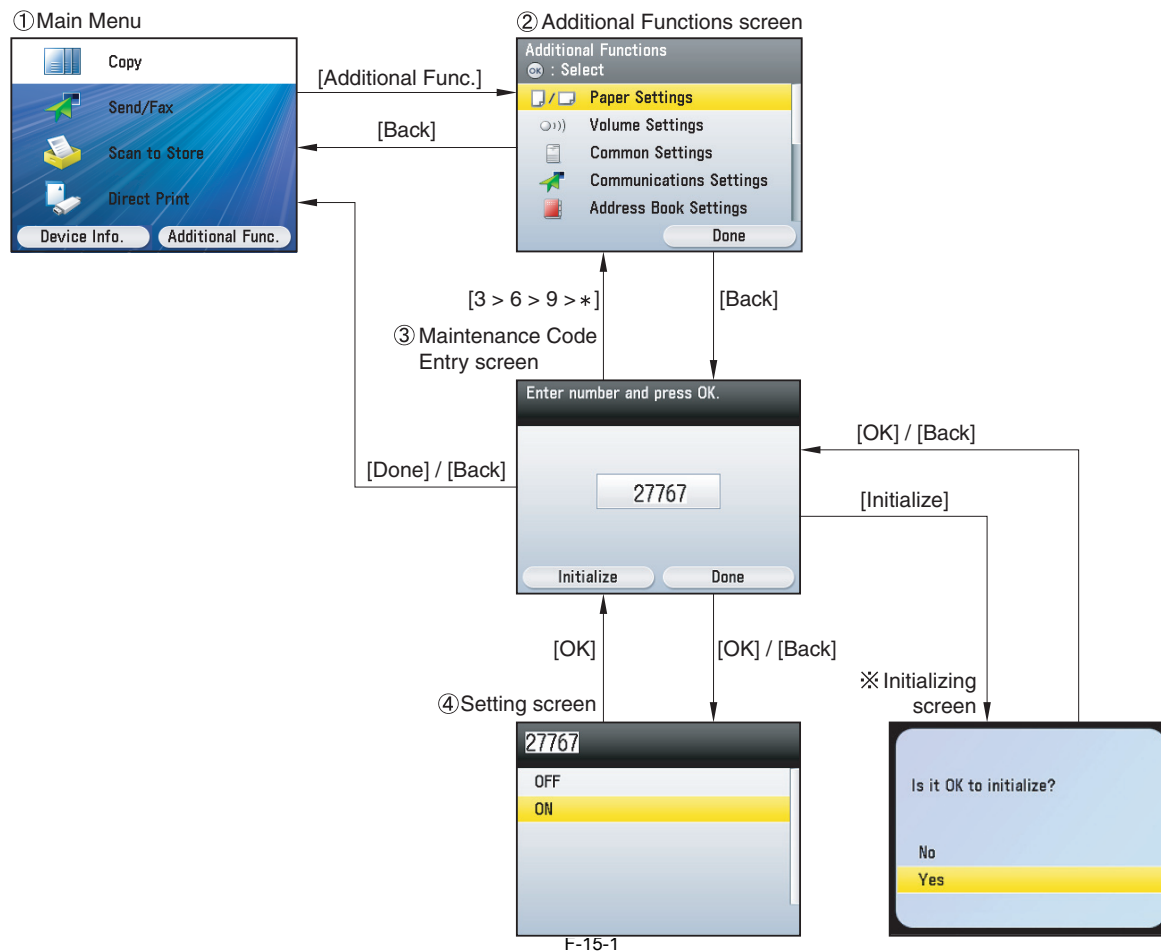 ①Main Menu
Copy
Send/Fax
Scan to Store
Direct Print
Device Info.
Additional Func.
[Additional Func.]
[Back]
②Additional Functions screen
Additional Functions
OK : Select
Paper Settings
Volume Settings
Common Settings
Communications Settings
Address Book Settings
Done
[3 > 6 > 9 >*]
[Back]
③Maintenance Code
Entry screen
Enter number and press OK.
27767
Initialize
Done
[Done] / [Back]
[OK] / [Back]
[Initialize]
[OK]
[OK] / [Back]
④Setting screen
27767
OFF
ON
※Initializing
screen
Is it OK to initialize?
No
Yes
F-15-1